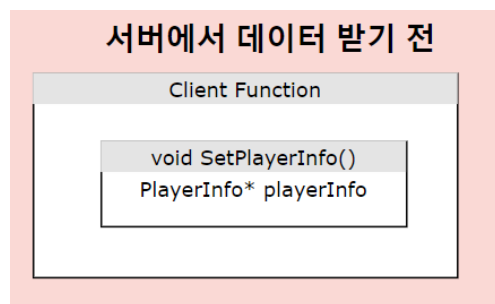 서버에서 데이터 받기 전
Client Function
void SetPlayerInfo()
PlayerInfo* playerInfo